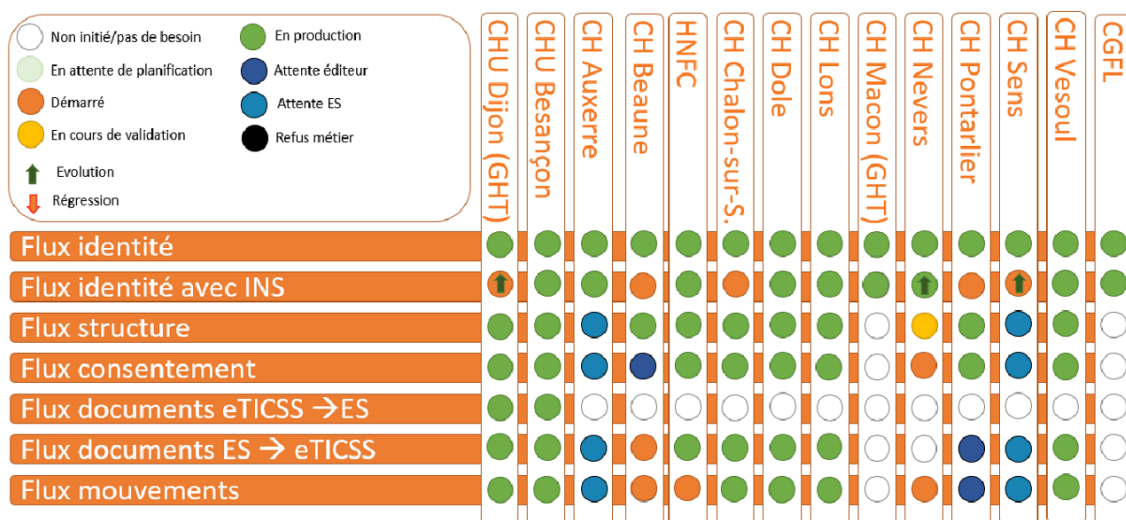 Non initié/pas de besoin
En attente de planification
Démarré
En cours de validation
Evolution
Régression
En production
Attente éditeur
Attente ES
Refus métier
CHU Dijon (GHT)
CHU Besançon
CH Auxerre
CH Beaune
HNFC
CH Chalon-sur-S.
CH Dole
CH Lons
CH Macon (GHT)
CH Nevers
CH Pontarlier
CH Sens
CH Vesoul
CGFL
Flux identité
Flux identité avec INS
Flux structure
Flux consentement
Flux documents eTICSS →ES
Flux documents ES → eTICSS
Flux mouvements